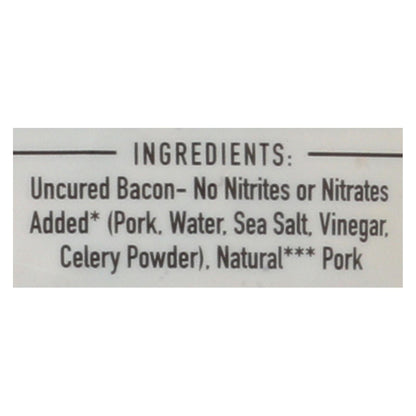 INGREDIENTS:
Uncured Bacon- No Nitrites or Nitrates
Added* (Pork, Water, Sea Salt, Vinegar,
Celery Powder), Natural*** Pork